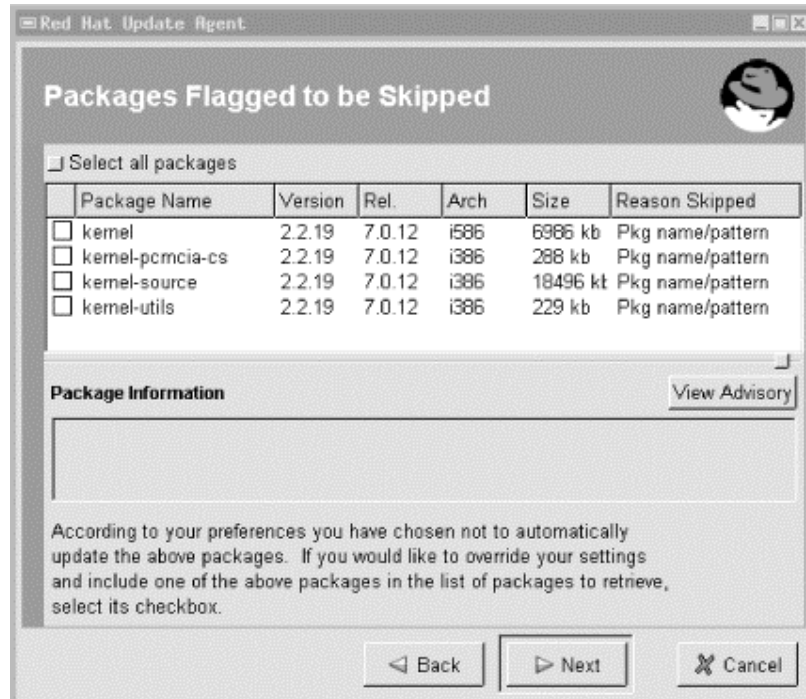 Red Hat Update Agent
Packages Flagged to be Skipped
Select all packages
Package Name Version Rel. Arch Size Reason Skipped
kernel 2.2.19 7.0.12 i586 6986 kb Pkg name/pattern
kernel-pcmcia-cs 2.2.19 7.0.12 i386 288 kb Pkg name/pattern
kernel-source 2.2.19 7.0.12 i386 18496 kb Pkg name/pattern
kernel-utils 2.2.19 7.0.12 i386 229 kb Pkg name/pattern
Package Information View Advisory
According to your preferences you have chosen not to automatically
update the above packages. If you would like to override your settings
and include one of the above packages in the list of packages to retrieve,
select its checkbox.
Back Next Cancel